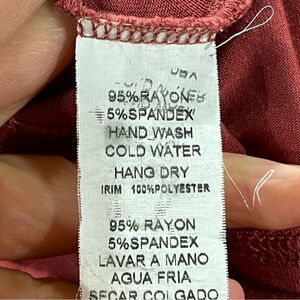 95%RAYON
5%SPANDEX
HAND WASH
COLD WATER
HANG DRY
IRIM 100%POLYESTER
95% RAYON
5%SPANDEX
LAVAR A MANO
AGUA FRIA
SECAR COLGADO